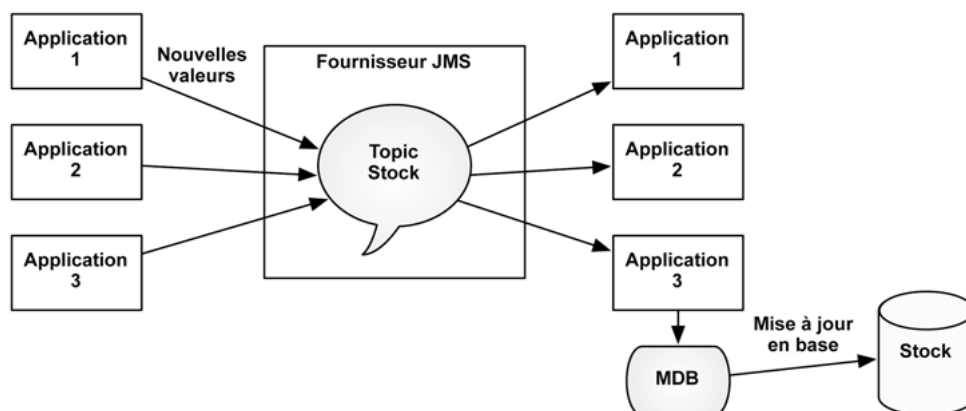 Application
1
Nouvelles
valeurs
Fournisseur JMS
Application
1
Application
2
Topic
Stock
Application
2
Application
3
Application
3
Mise à jour
en base
MDB
Stock